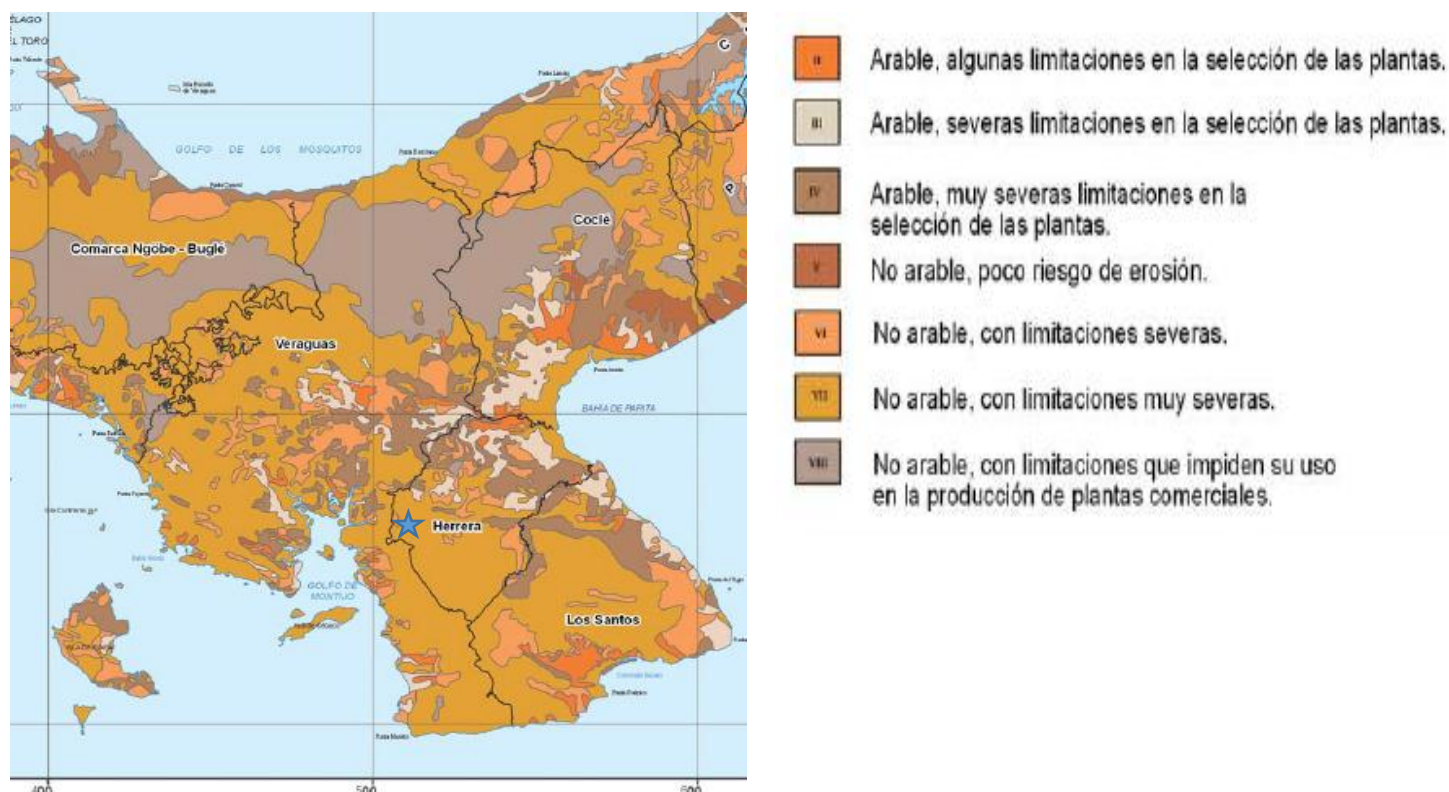 EL TORO
GOLFO DE LOS MOSQUITOS
Coclé
Comarca Ngöbe - Buglé
Veraguas
BAHÍA DE PARITA
Herrera
GOLFO DE
MONTIJO
Los Santos
400
500
600
II
Arable, algunas limitaciones en la selección de las plantas.
III
Arable, severas limitaciones en la selección de las plantas.
IV
Arable, muy severas limitaciones en la
selección de las plantas.
V
No arable, poco riesgo de erosión.
VI
No arable, con limitaciones severas.
VII
No arable, con limitaciones muy severas.
VIII
No arable, con limitaciones que impiden su uso
en la producción de plantas comerciales.